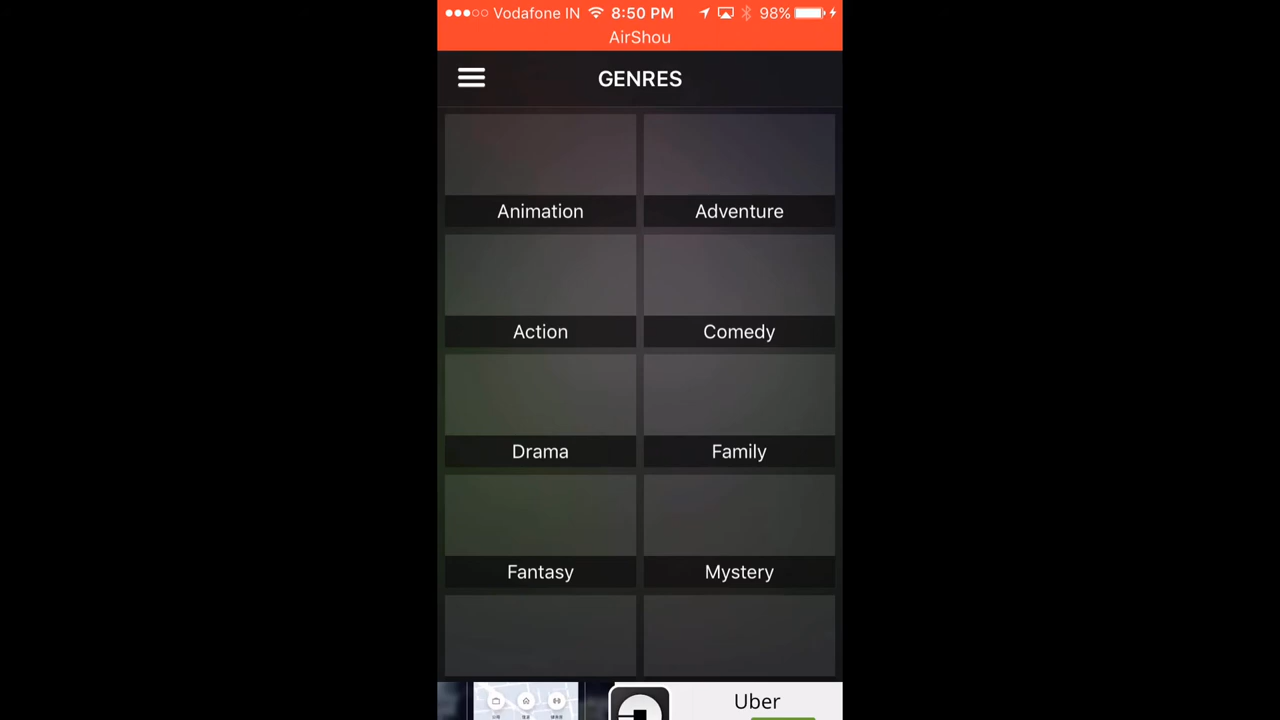 Vodafone IN 8:50 PM 98%
AirShou
GENRES
Animation Adventure
Action Comedy
Drama Family
Fantasy Mystery
Uber